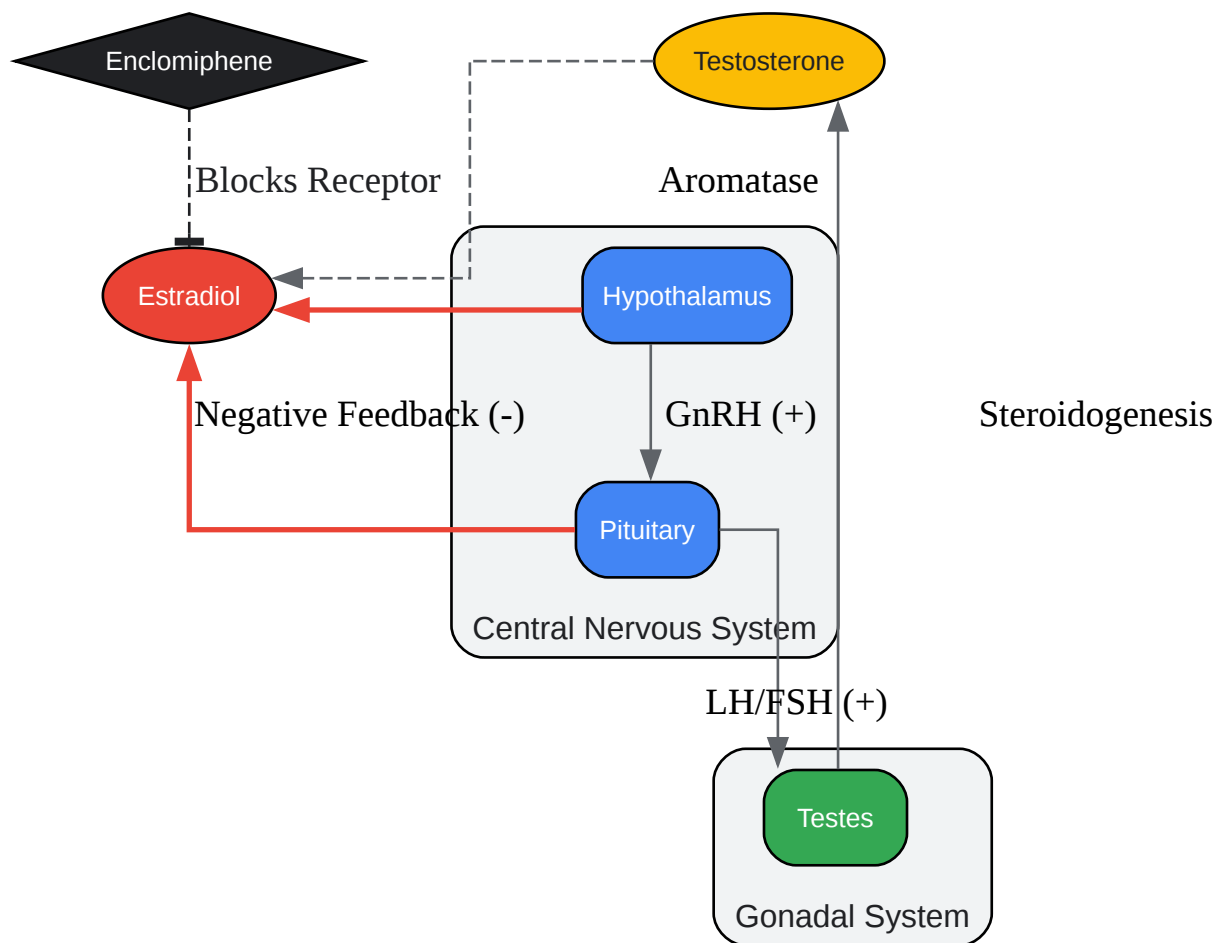 Enclomiphene
Testosterone
Blocks Receptor
Aromatase
Estradiol
Hypothalamus
Negative Feedback (-)
GnRH (+)
Steroidogenesis
Pituitary
Central Nervous System
LH/FSH (+)
Testes
Gonadal System